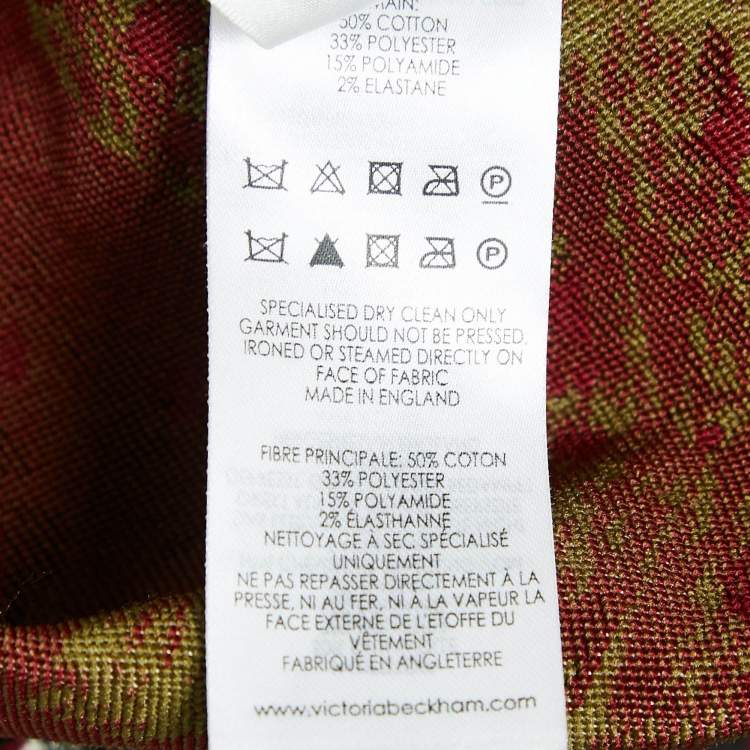 MAIN:
50% COTTON
33% POLYESTER
15% POLYAMIDE
2% ELASTANE
P
P
SPECIALISED DRY CLEAN ONLY
GARMENT SHOULD NOT BE PRESSED,
IRONED OR STEAMED DIRECTLY ON
FACE OF FABRIC
MADE IN ENGLAND
FIBRE PRINCIPALE: 50% COTON
33% POLYESTER
15% POLYAMIDE
2% ÉLASTHANNE
NETTOYAGE À SEC SPÉCIALISÉ
UNIQUEMENT
NE PAS REPASSER DIRECTEMENT À LA
PRESSE, NI AU FER, NI À LA VAPEUR LA
FACE EXTERNE DE L'ETOFFE DU
VÊTEMENT
FABRIQUÉ EN ANGLETERRE
www.victoriabeckham.com